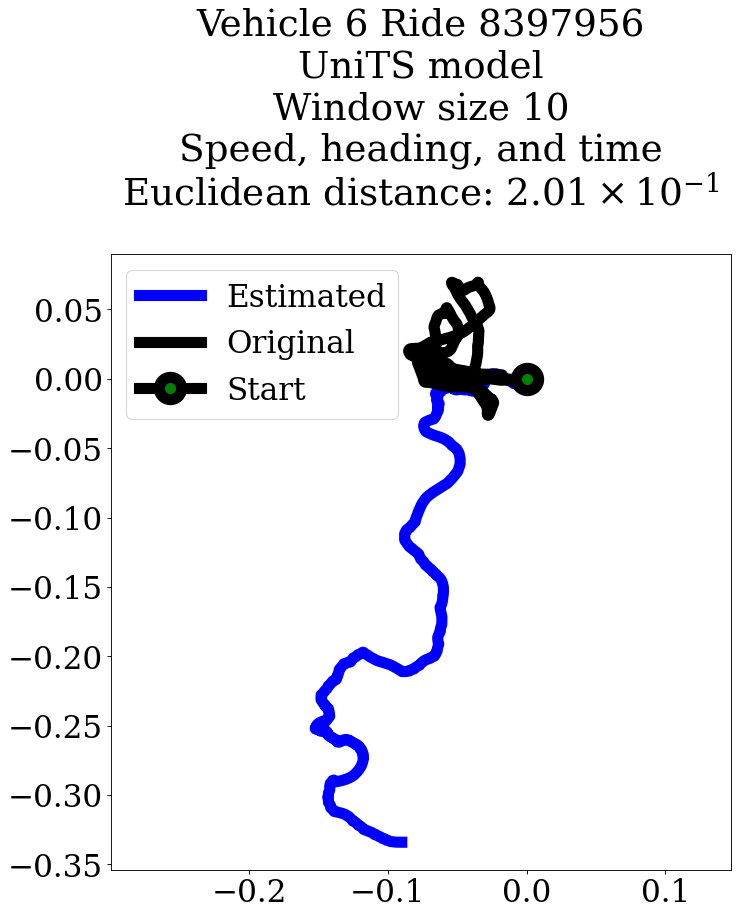 Vehicle 6 Ride 8397956
UniTS model
Window size 10
Speed, heading, and time
Euclidean distance: 2.01 × 10⁻¹
Estimated
Original
Start
0.05
0.00
−0.05
−0.10
−0.15
−0.20
−0.25
−0.30
−0.35
−0.2 −0.1 0.0 0.1